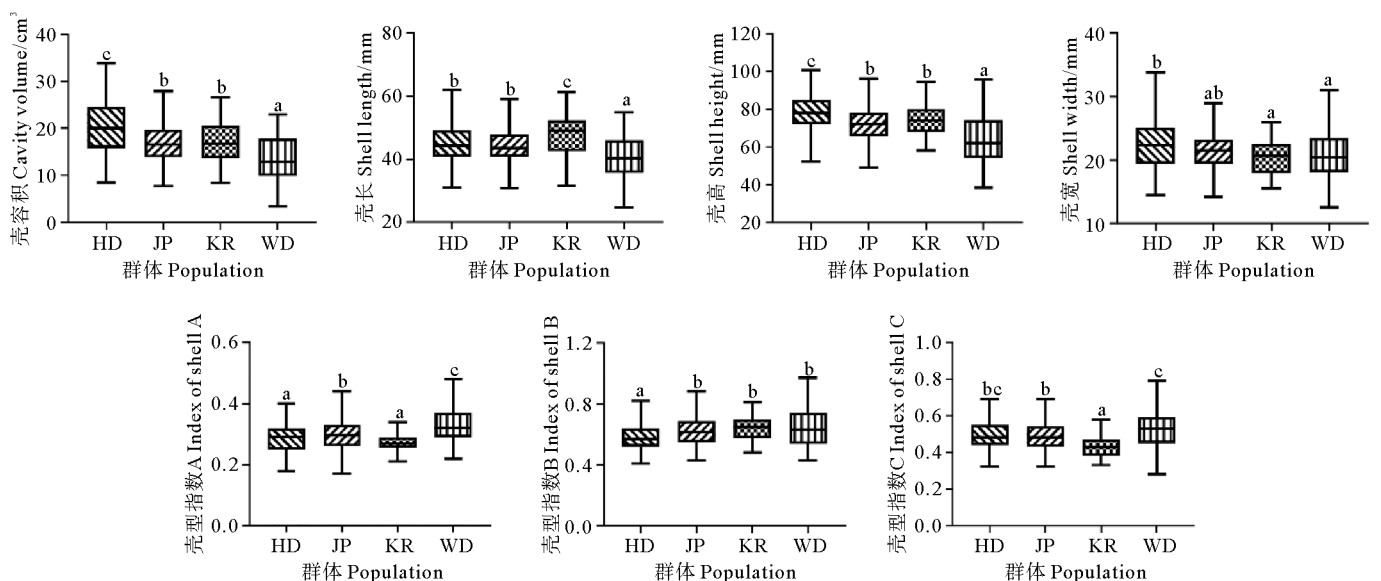 壳容积 Cavity volume/cm³
40
30
20
10
0
c
b
b
a
HD JP KR WD
群体 Population
壳长 Shell length/mm
80
60
40
20
b
b
c
a
HD JP KR WD
群体 Population
壳高 Shell height/mm
120
100
80
60
40
20
c
b
b
a
HD JP KR WD
群体 Population
壳宽 Shell width/mm
40
30
20
10
b
ab
a
a
HD JP KR WD
群体 Population
壳型指数A Index of shell A
0.6
0.4
0.2
0.0
a
b
a
c
HD JP KR WD
群体 Population
壳型指数B Index of shell B
1.2
0.8
0.4
0.0
a
b
b
b
HD JP KR WD
群体 Population
壳型指数C Index of shell C
1.0
0.8
0.6
0.4
0.2
0.0
bc
b
a
c
HD JP KR WD
群体 Population